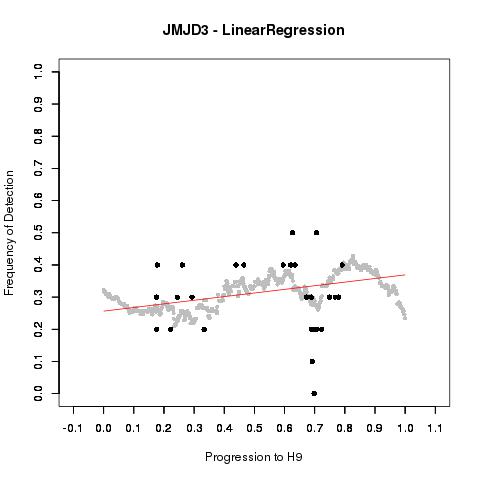 JMJD3 - LinearRegression
Frequency of Detection
1.0
0.9
0.8
0.7
0.6
0.5
0.4
0.3
0.2
0.1
0.0
-0.1 0.0 0.1 0.2 0.3 0.4 0.5 0.6 0.7 0.8 0.9 1.0 1.1
Progression to H9